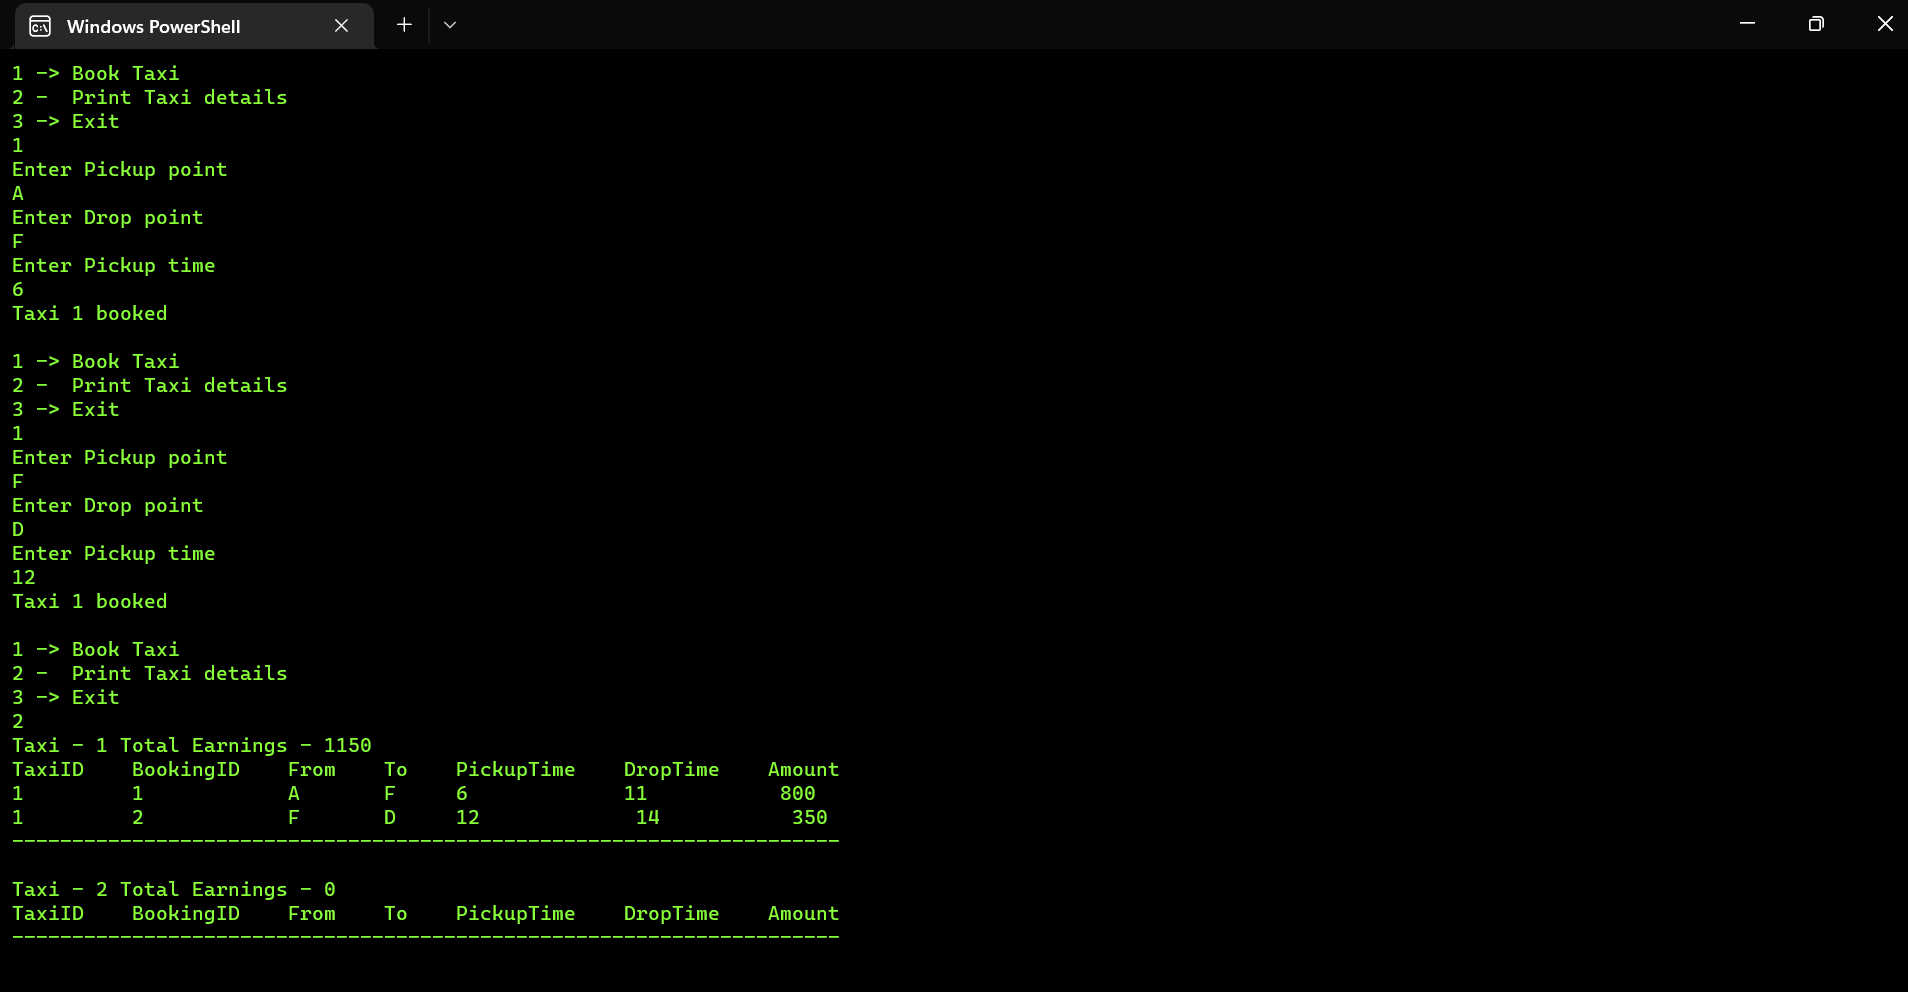 Windows PowerShell
1 -> Book Taxi
2 -  Print Taxi details
3 -> Exit
1
Enter Pickup point
A
Enter Drop point
F
Enter Pickup time
6
Taxi 1 booked

1 -> Book Taxi
2 -  Print Taxi details
3 -> Exit
1
Enter Pickup point
F
Enter Drop point
D
Enter Pickup time
12
Taxi 1 booked

1 -> Book Taxi
2 -  Print Taxi details
3 -> Exit
2
Taxi - 1 Total Earnings - 1150
TaxiID    BookingID    From    To    PickupTime    DropTime    Amount
1         1            A       F     6             11           800
1         2            F       D     12             14           350
---------------------------------------------------------------------

Taxi - 2 Total Earnings - 0
TaxiID    BookingID    From    To    PickupTime    DropTime    Amount
---------------------------------------------------------------------